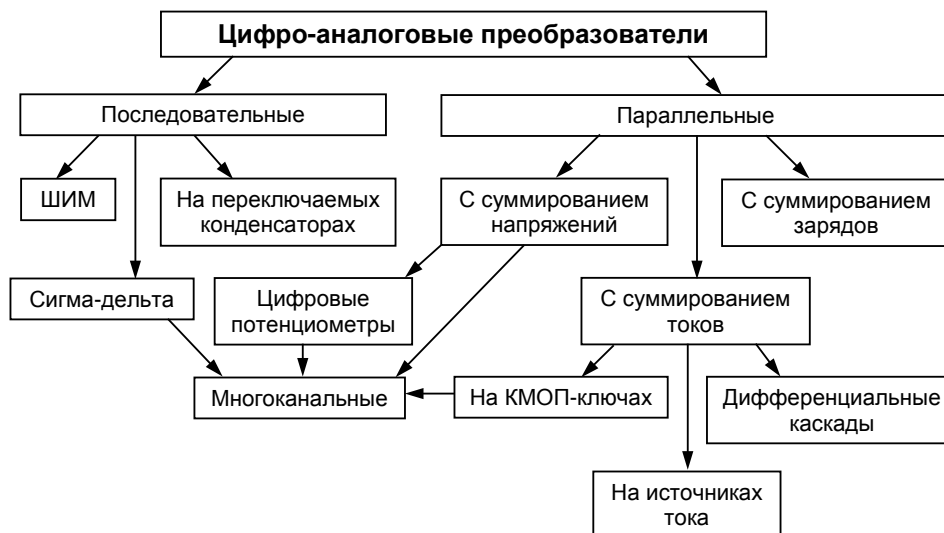 Цифро-аналоговые преобразователи
Последовательные
Параллельные
ШИМ
На переключаемых
конденсаторах
С суммированием
напряжений
С суммированием
зарядов
Сигма-дельта
Цифровые
потенциометры
С суммированием
токов
Многоканальные
На КМОП-ключах
Дифференциальные
каскады
На источниках
тока